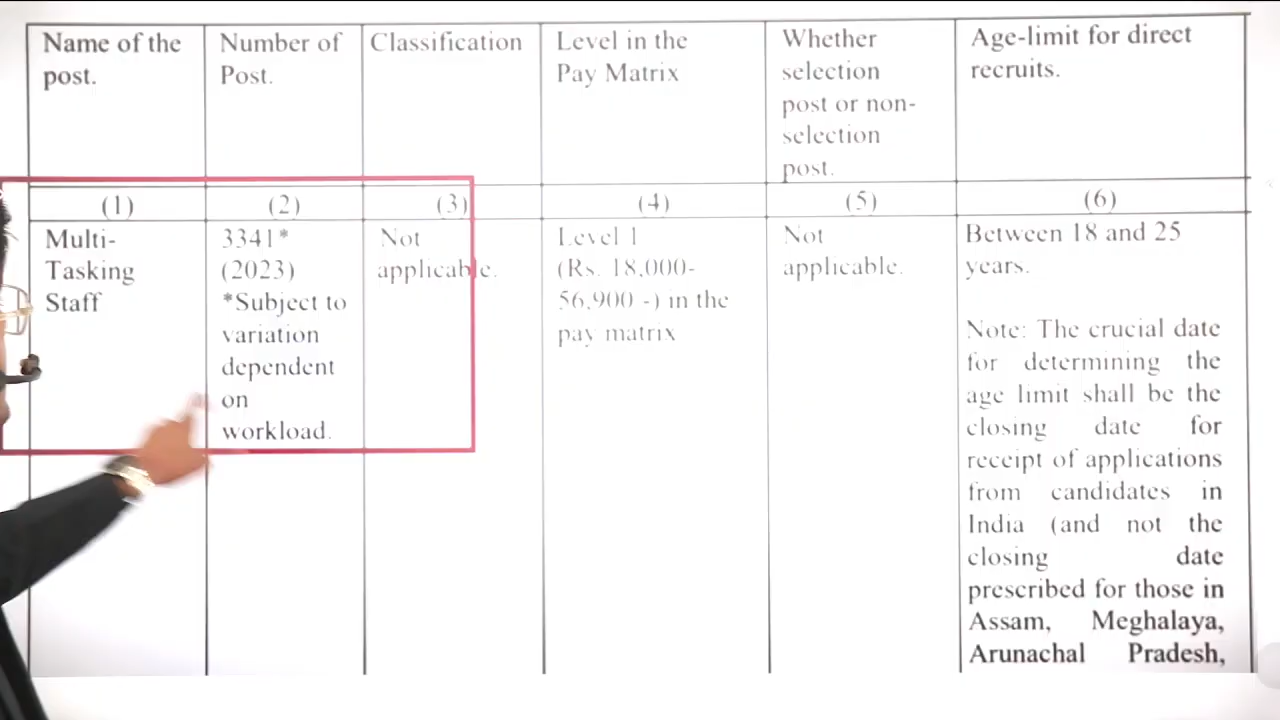 Name of the
post.
Number of
Post.
Classification
Level in the
Pay Matrix
Whether
selection
post or non-
selection
post.
Age-limit for direct
recruits.
(1)
(2)
(3)
(4)
(5)
(6)
Multi-
Tasking
Staff
3341*
(2023)
*Subject to
variation
dependent
on
workload.
Not
applicable.
Level 1
(Rs. 18,000-
56,900 -) in the
pay matrix
Not
applicable.
Between 18 and 25
years.
Note: The crucial date
for determining the
age limit shall be the
closing date for
receipt of applications
from candidates in
India (and not the
closing date
prescribed for those in
Assam, Meghalaya,
Arunachal Pradesh,